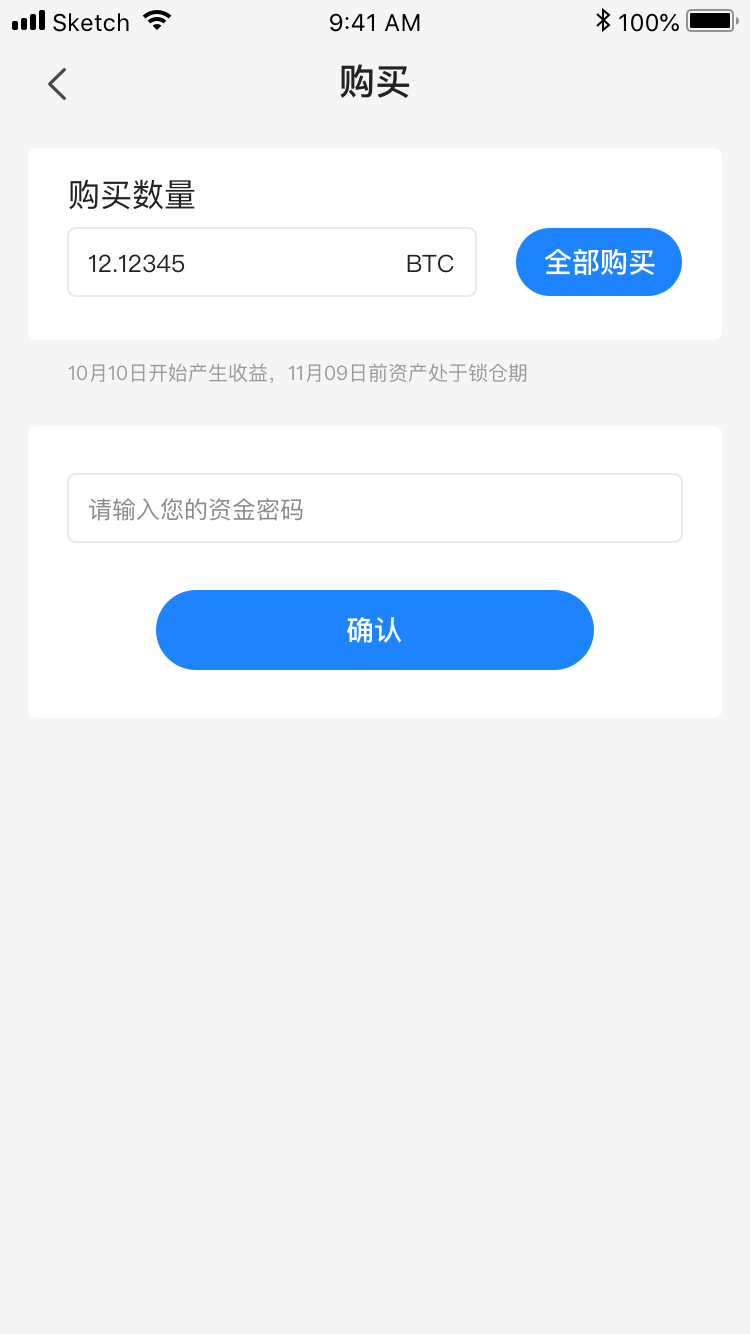 Sketch 9:41 AM 100%
购买
购买数量
12.12345 BTC 全部购买
10月10日开始产生收益，11月09日前资产处于锁仓期
请输入您的资金密码
确认